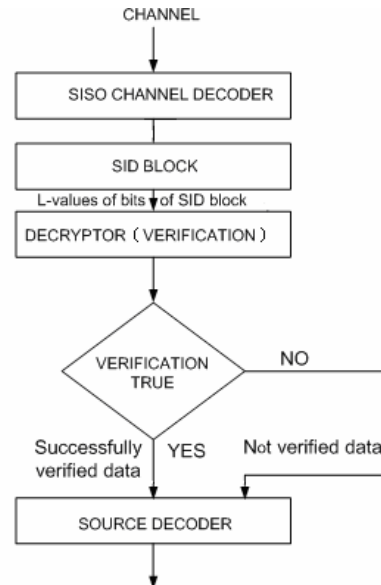 CHANNEL
SISO CHANNEL DECODER
SID BLOCK
L-values of bits of SID block
DECRYPTOR (VERIFICATION)
VERIFICATION
TRUE
NO
Successfully
verified data
YES
Not verified data
SOURCE DECODER